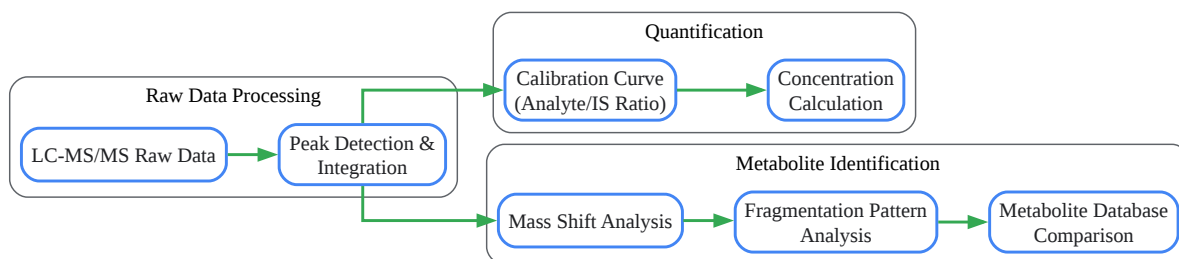 Raw Data Processing
LC-MS/MS Raw Data
Peak Detection &
Integration
Quantification
Calibration Curve
(Analyte/IS Ratio)
Concentration
Calculation
Metabolite Identification
Mass Shift Analysis
Fragmentation Pattern
Analysis
Metabolite Database
Comparison